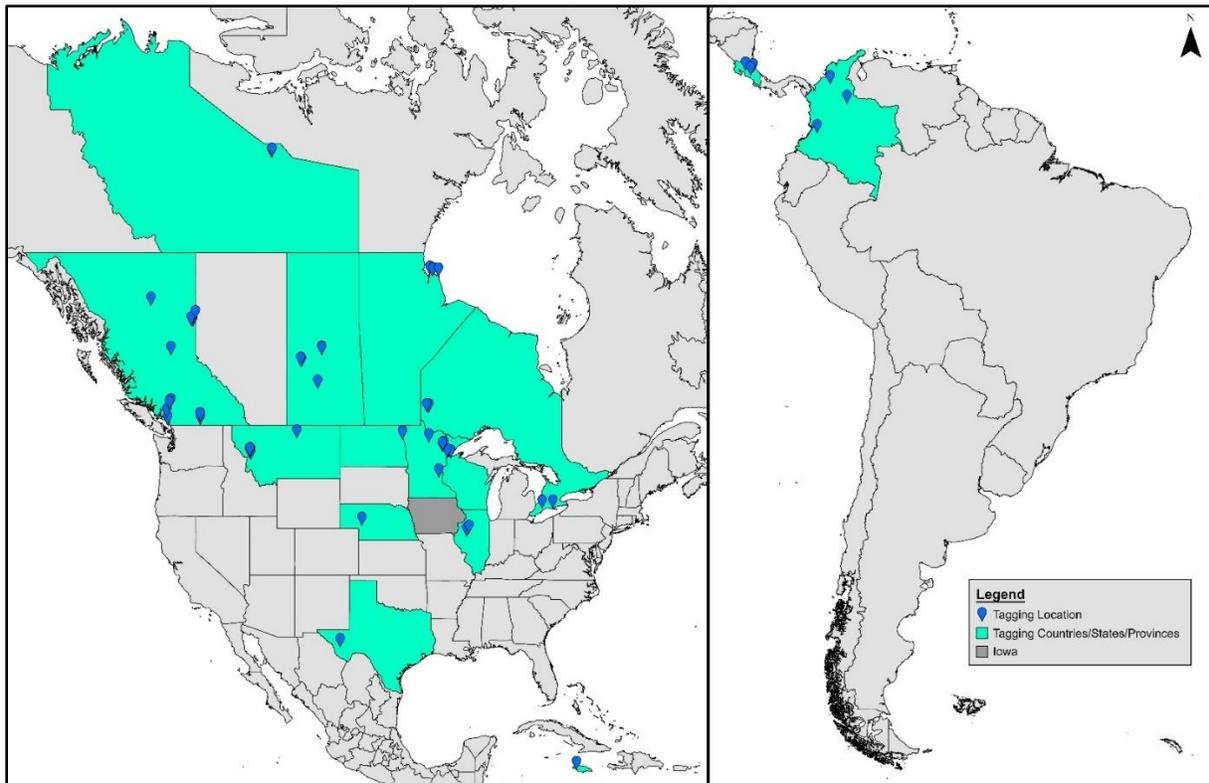 N
Legend
Tagging Location
Tagging Countries/States/Provinces
Iowa